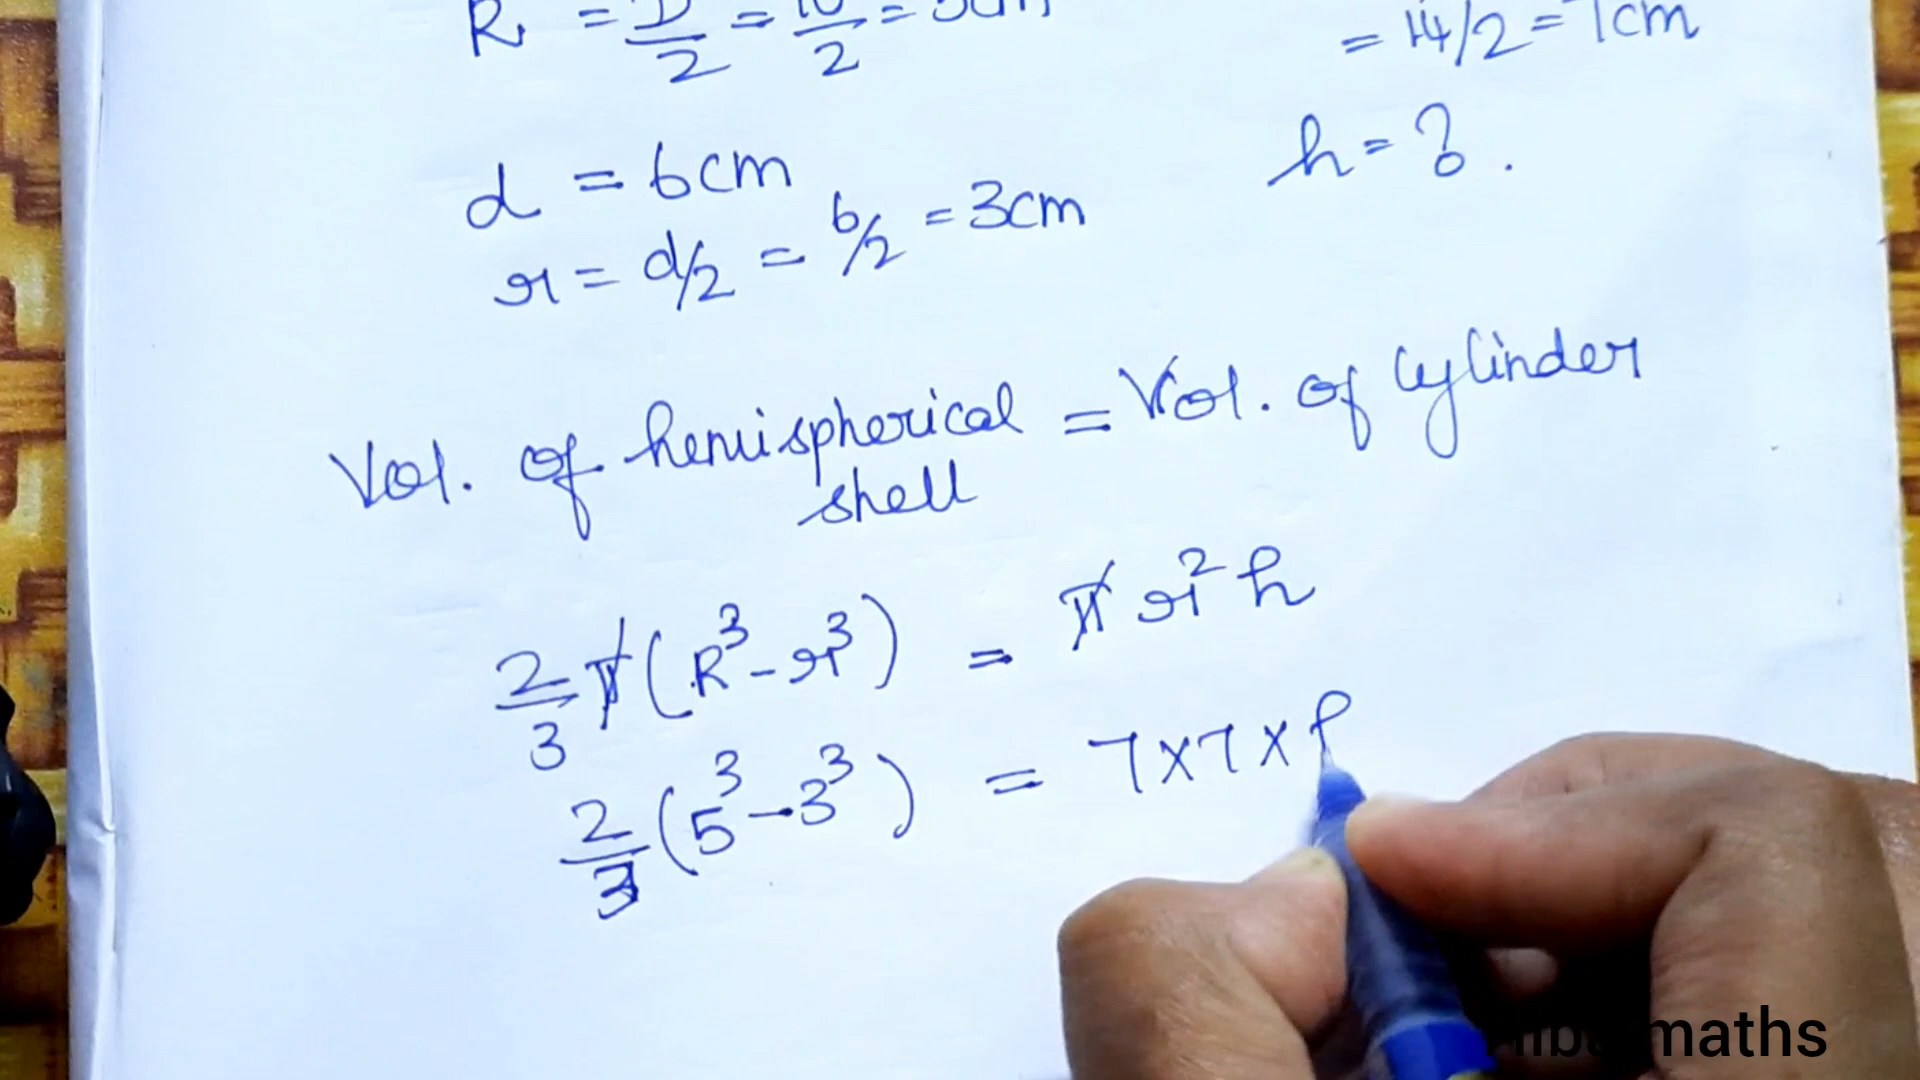 R = D/2 = 10/2 = 5cm
= 14/2 = 7cm
h = ?.
d = 6cm
r = d/2 = 6/2 = 3cm
Vol. of hemispherical shell = Vol. of Cylinder
2/3 π (R³ - r³) = π r² h
2/3 (5³ - 3³) = 7 x 7 x
maths